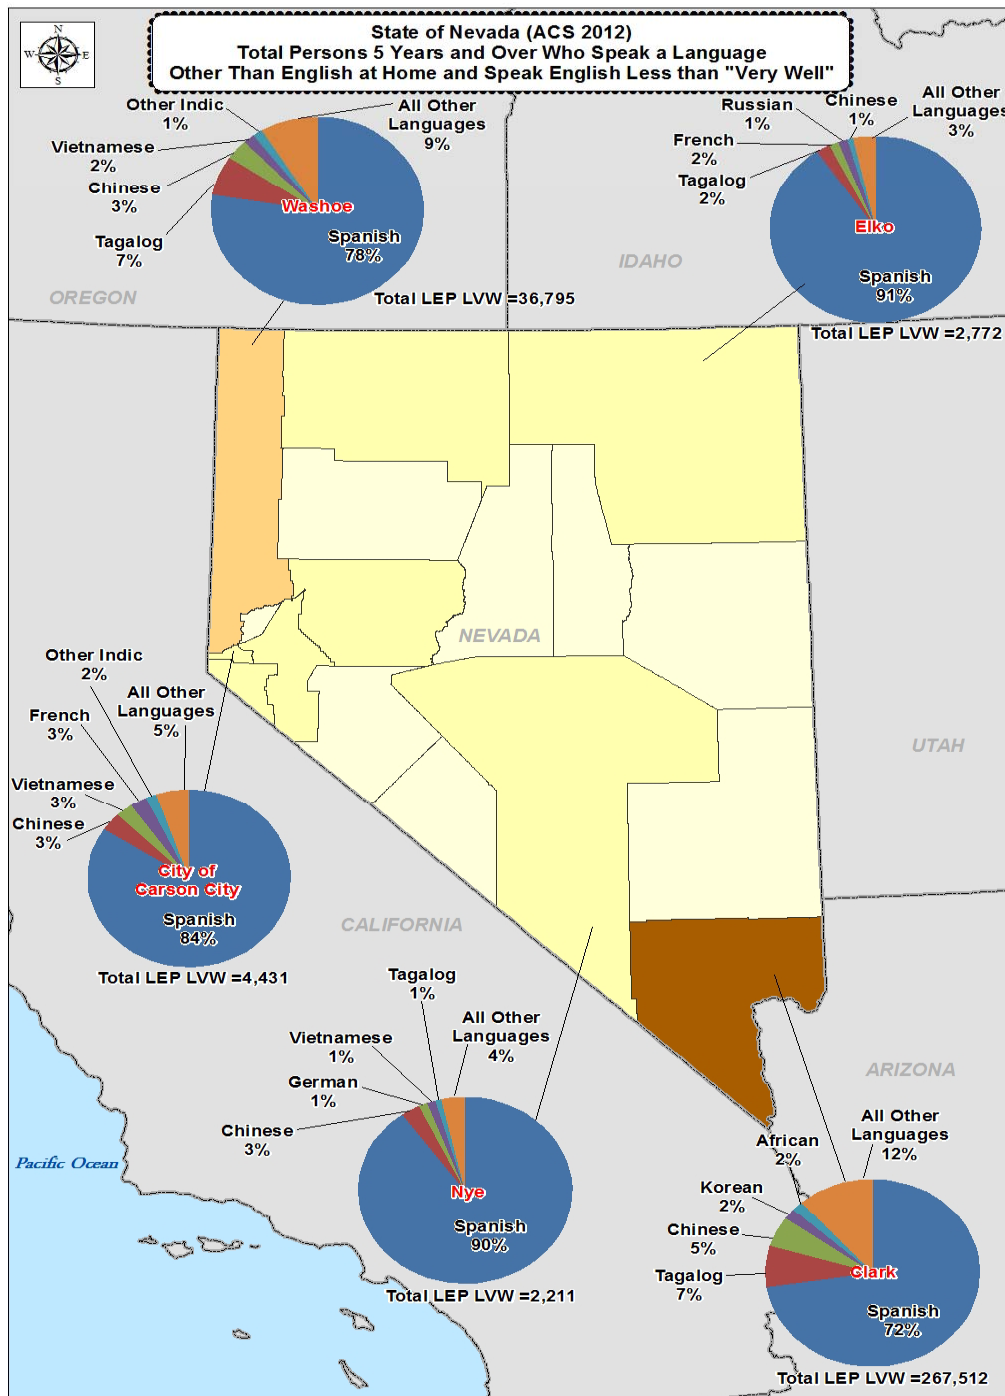 State of Nevada (ACS 2012)
Total Persons 5 Years and Over Who Speak a Language
Other Than English at Home and Speak English Less than "Very Well"
N
W
E
S
Other Indic
1%
All Other
Languages
9%
Vietnamese
2%
Chinese
3%
Tagalog
7%
Washoe
Spanish
78%
Total LEP LVW =36,795
Russian
1%
Chinese
1%
All Other
Languages
3%
French
2%
Tagalog
2%
Elko
Spanish
91%
Total LEP LVW =2,772
OREGON
IDAHO
NEVADA
UTAH
CALIFORNIA
ARIZONA
Pacific Ocean
Other Indic
2%
All Other
Languages
5%
French
3%
Vietnamese
3%
Chinese
3%
City of
Carson City
Spanish
84%
Total LEP LVW =4,431
Tagalog
1%
All Other
Languages
4%
Vietnamese
1%
German
1%
Chinese
3%
Nye
Spanish
90%
Total LEP LVW =2,211
African
2%
All Other
Languages
12%
Korean
2%
Chinese
5%
Tagalog
7%
Clark
Spanish
72%
Total LEP LVW =267,512